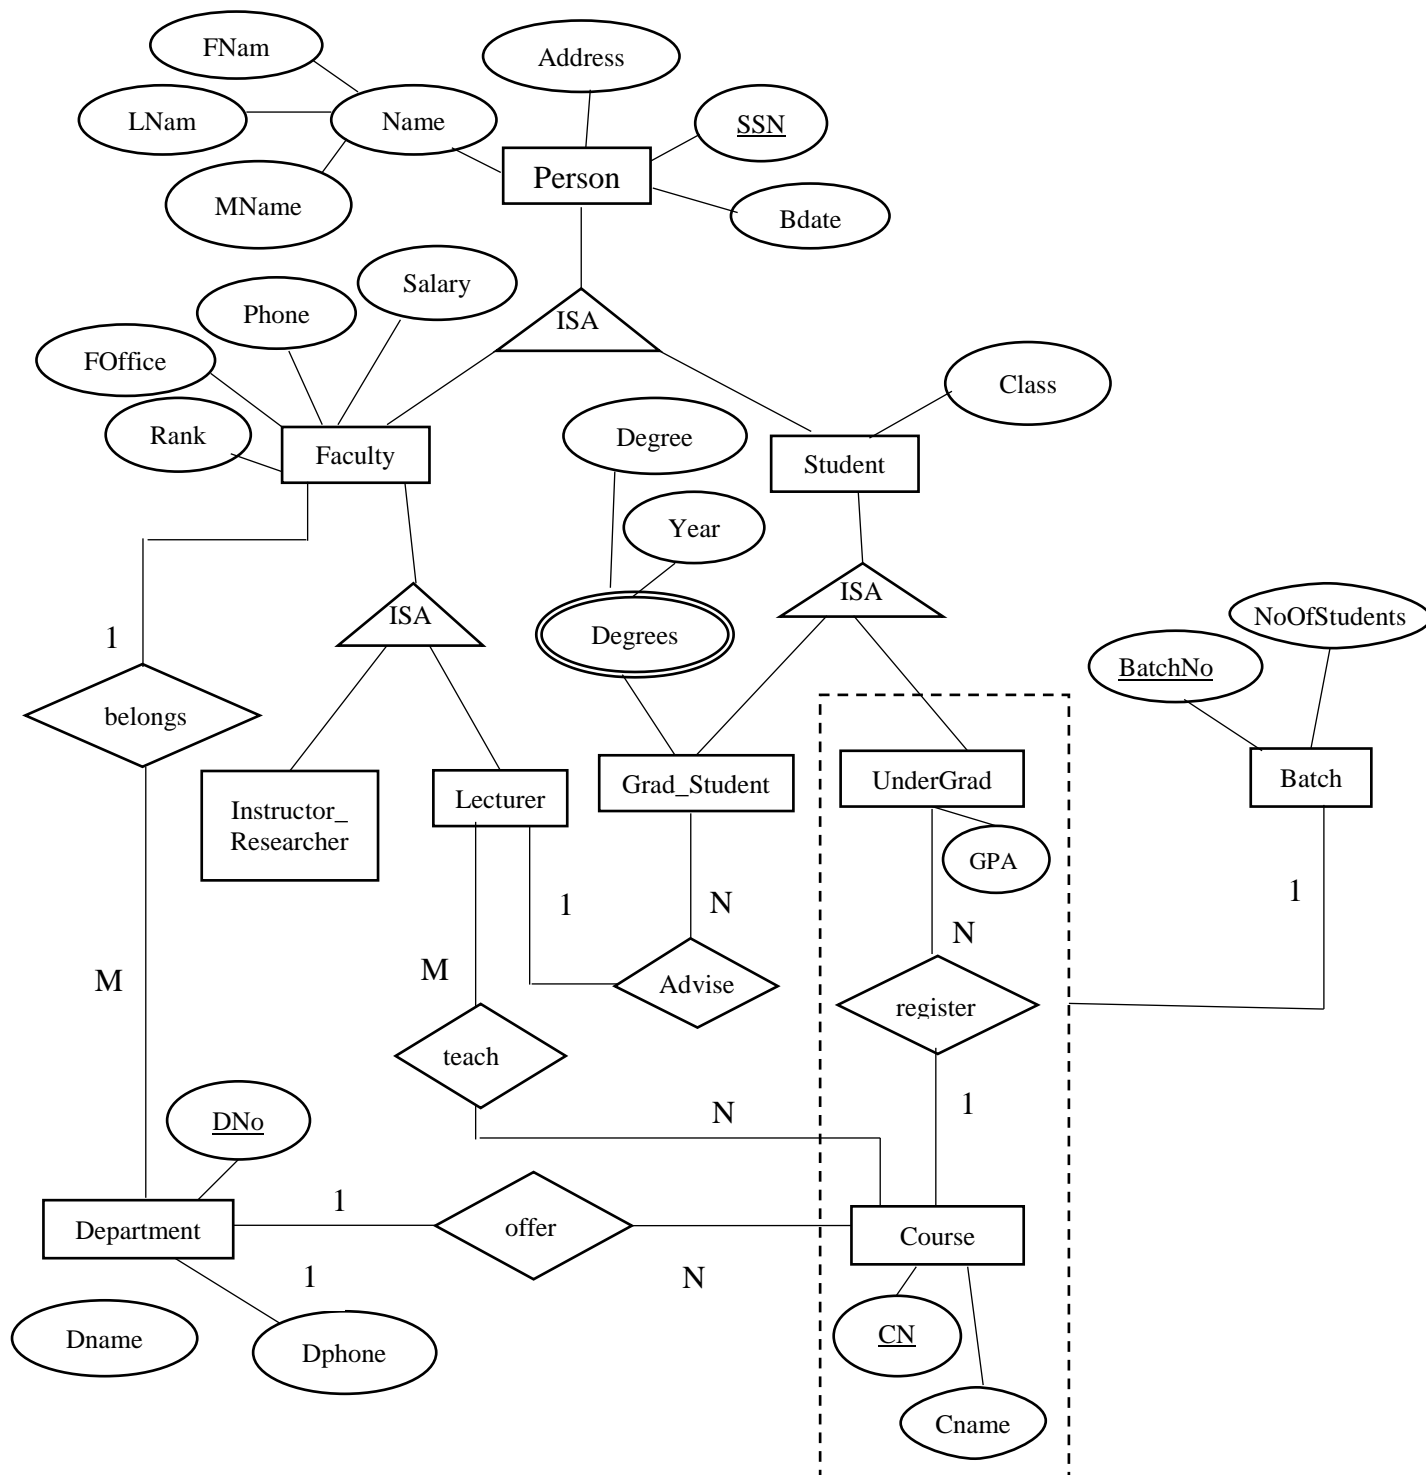 FNam
Address
LNam
Name
SSN
Person
MName
Bdate
Salary
Phone
ISA
FOffice
Class
Rank
Degree
Faculty
Student
Year
ISA
ISA
NoOfStudents
1
Degrees
BatchNo
belongs
Grad_Student
UnderGrad
Batch
Lecturer
Instructor_
Researcher
GPA
1
N
1
N
M
M
Advise
register
teach
DNo
N
1
1
Department
offer
Course
1
N
Dname
Dphone
CN
Cname